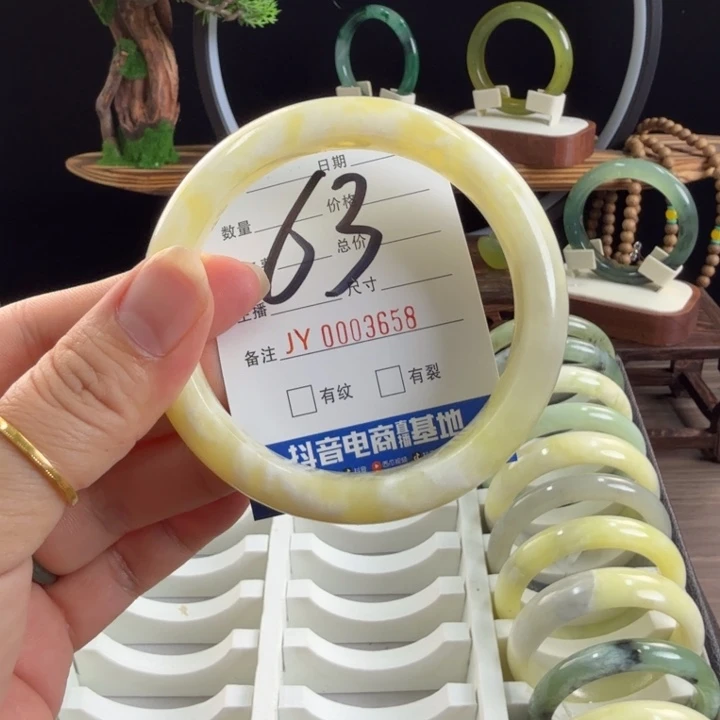 日期
数量 价格
总价
主播 尺寸
63
备注 JY 0003658
□有纹 □有裂
抖音电商直播基地